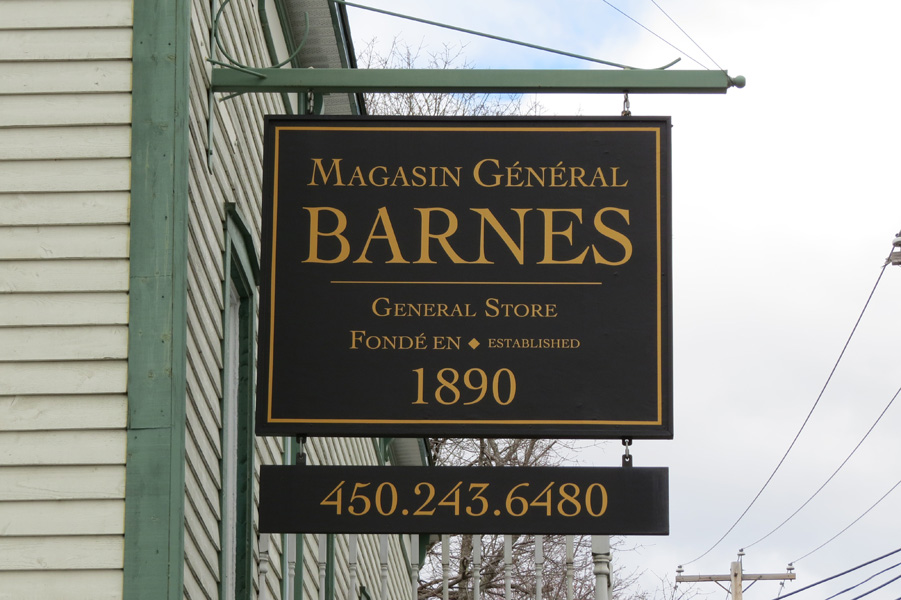 MAGASIN GÉNÉRAL
BARNES
GENERAL STORE
FONDÉ EN ◆ ESTABLISHED
1890
450.243.6480